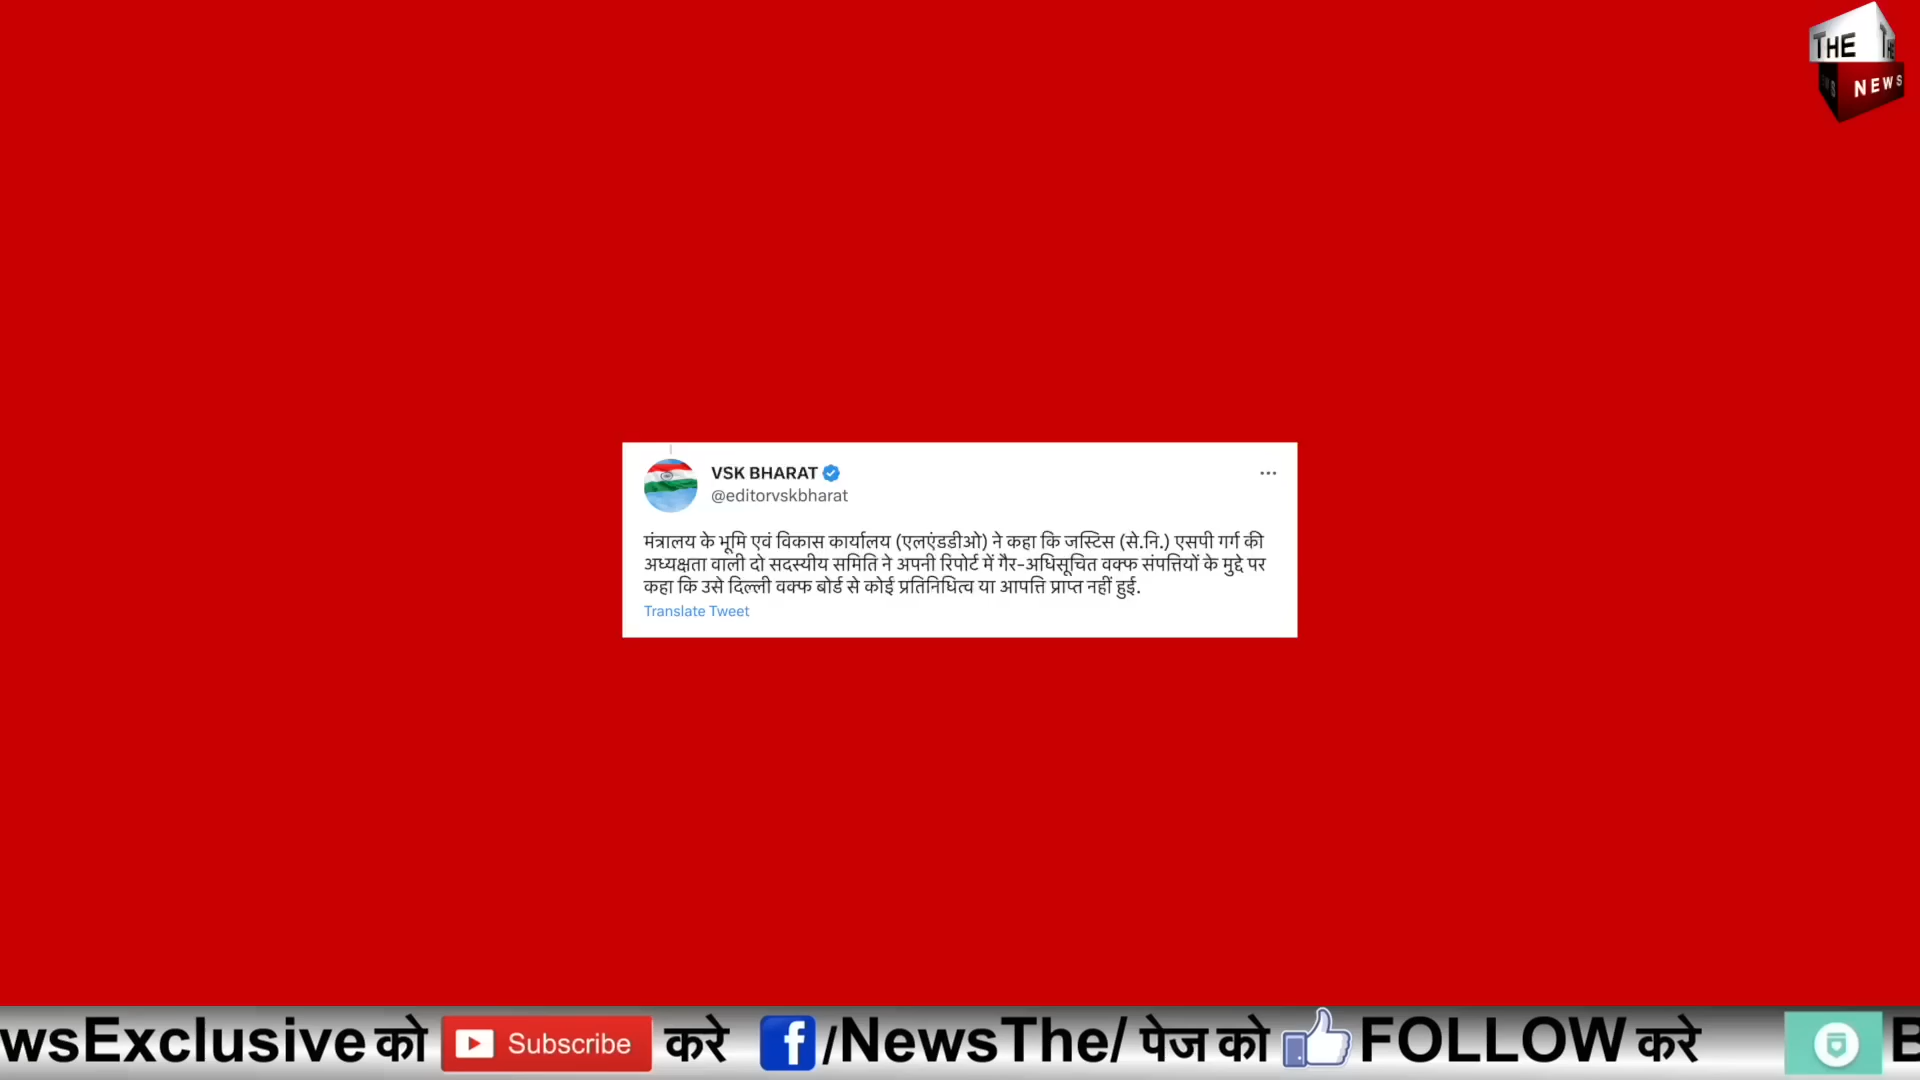 THE
NEWS
VSK BHARAT
@editorvskbharat
मंत्रालय के भूमि एवं विकास कार्यालय (एलएंडडीओ) ने कहा कि जस्टिस (से.नि.) एसपी गर्ग की
अध्यक्षता वाली दो सदस्यीय समिति ने अपनी रिपोर्ट में गैर-अधिसूचित वक्फ संपत्तियों के मुद्दे पर
कहा कि उसे दिल्ली वक्फ बोर्ड से कोई प्रतिनिधित्व या आपत्ति प्राप्त नहीं हुई.
Translate Tweet
wsExclusive को Subscribe करे f/NewsThe/ पेज को FOLLOW करे B